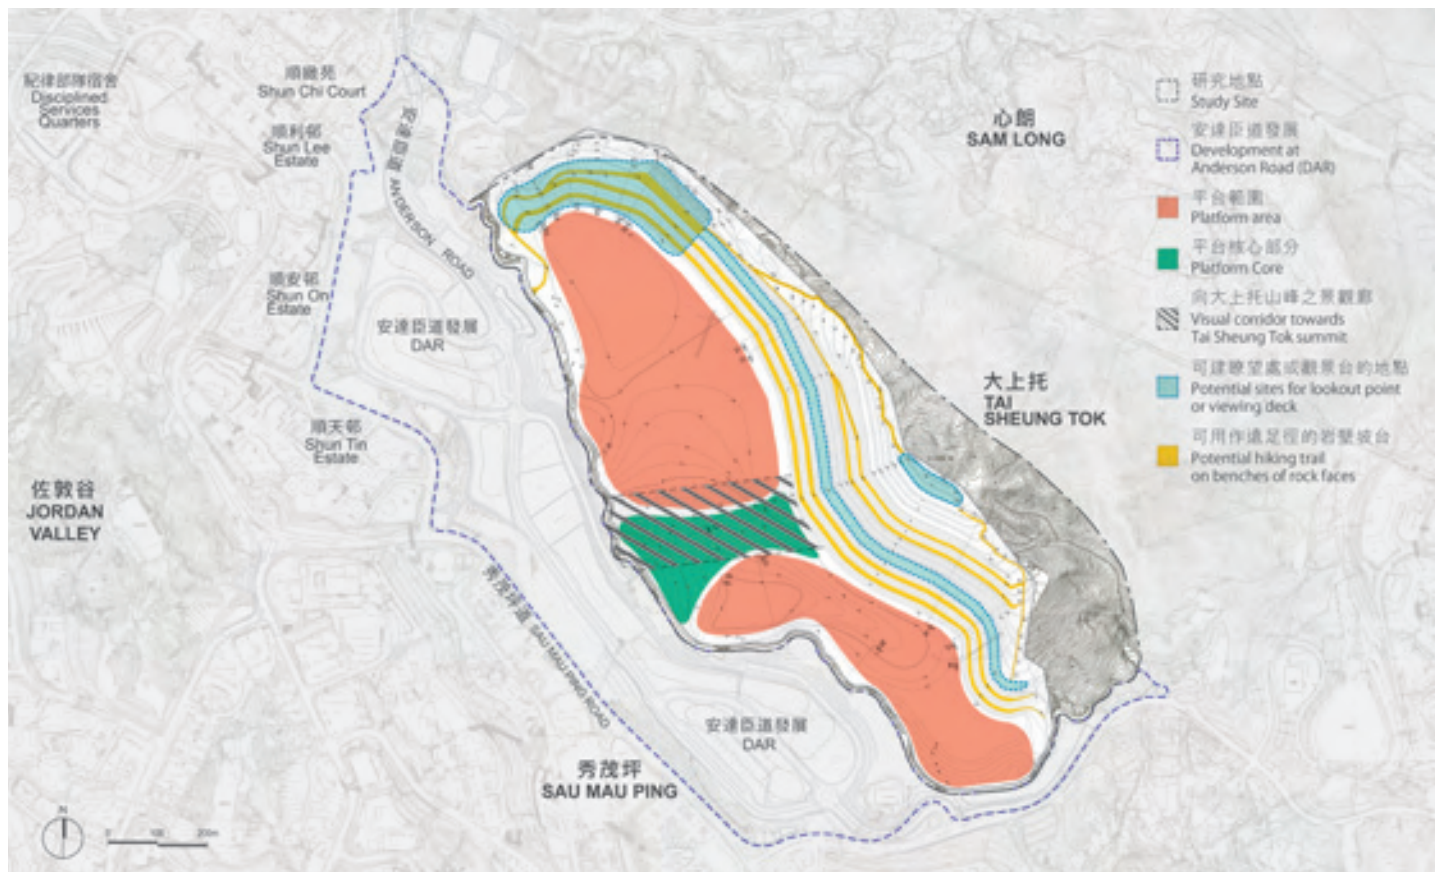 紀律部隊宿舍
Disciplined
Services
Quarters
順緻苑
Shun Chi Court
順利邨
Shun Lee
Estate
安達臣道 ANDERSON ROAD
順安邨
Shun On
Estate
安達臣道發展
DAR
順天邨
Shun Tin
Estate
佐敦谷
JORDAN
VALLEY
秀茂坪道 SAU MAU PING ROAD
秀茂坪
SAU MAU PING
安達臣道發展
DAR
心朗
SAM LONG
大上托
TAI
SHEUNG TOK
研究地點
Study Site
安達臣道發展
Development at
Anderson Road (DAR)
平台範圍
Platform area
平台核心部分
Platform Core
向大上托山峰之景觀廊
Visual corridor towards
Tai Sheung Tok summit
可建瞭望處或觀景台的地點
Potential sites for lookout point
or viewing deck
可用作遠足徑的岩壁坡台
Potential hiking trail
on benches of rock faces
N
0 100 200m